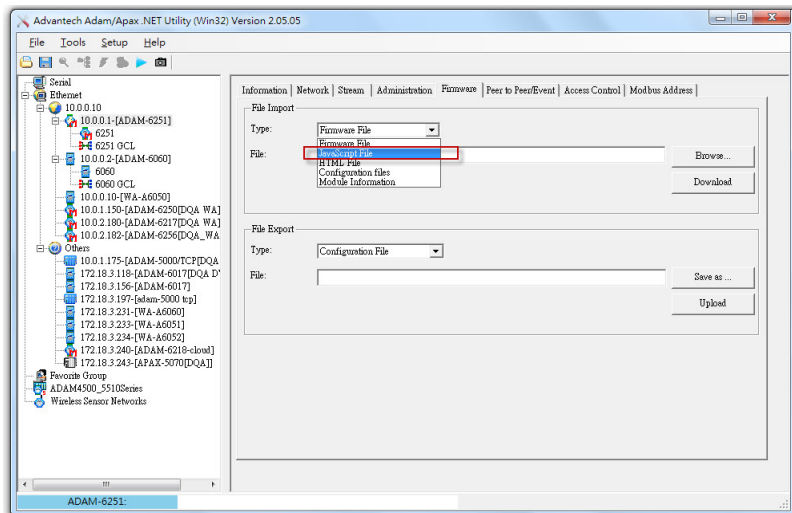 Advantech Adam/Apax .NET Utility (Win32) Version 2.05.05
File Tools Setup Help
Serial
Ethernet
10.0.0.10
10.0.0.1-[ADAM-6251]
6251
6251 GCL
10.0.0.2-[ADAM-6060]
6060
6060 GCL
10.0.0.10-[WA-A6050]
10.0.1.150-[ADAM-6250[DQA WA]
10.0.2.180-[ADAM-6217[DQA WA]
10.0.2.182-[ADAM-6256[DQA_WA
Others
10.0.1.175-[ADAM-5000/TCP[DQA
172.18.3.118-[ADAM-6017[DQA D
172.18.3.156-[ADAM-6017]
172.18.3.197-[adam-5000 tcp]
172.18.3.231-[WA-A6060]
172.18.3.233-[WA-A6051]
172.18.3.234-[WA-A6052]
172.18.3.240-[ADAM-6218-cloud]
172.18.3.243-[APAX-5070[DQA]]
Favorite Group
ADAM4500_5510Series
Wireless Sensor Networks
Information Network Stream Administration Firmware Peer to Peer/Event Access Control Modbus Address
File Import
Type: Firmware File
Firmware File
JavaScript File
HTML File
Configuration files
Module Information
File: Browse...
Download
File Export
Type: Configuration File
File: Save as ...
Upload
ADAM-6251: